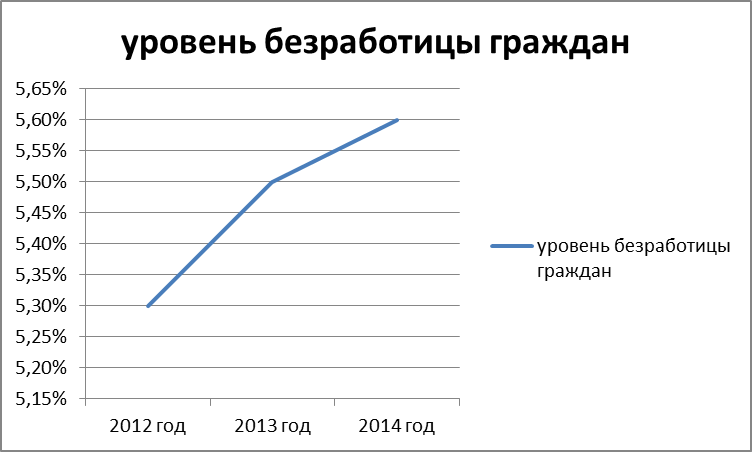 уровень безработицы граждан
5,65%
5,60%
5,55%
5,50%
5,45%
5,40%
5,35%
5,30%
5,25%
5,20%
5,15%
2012 год 2013 год 2014 год
уровень безработицы
граждан